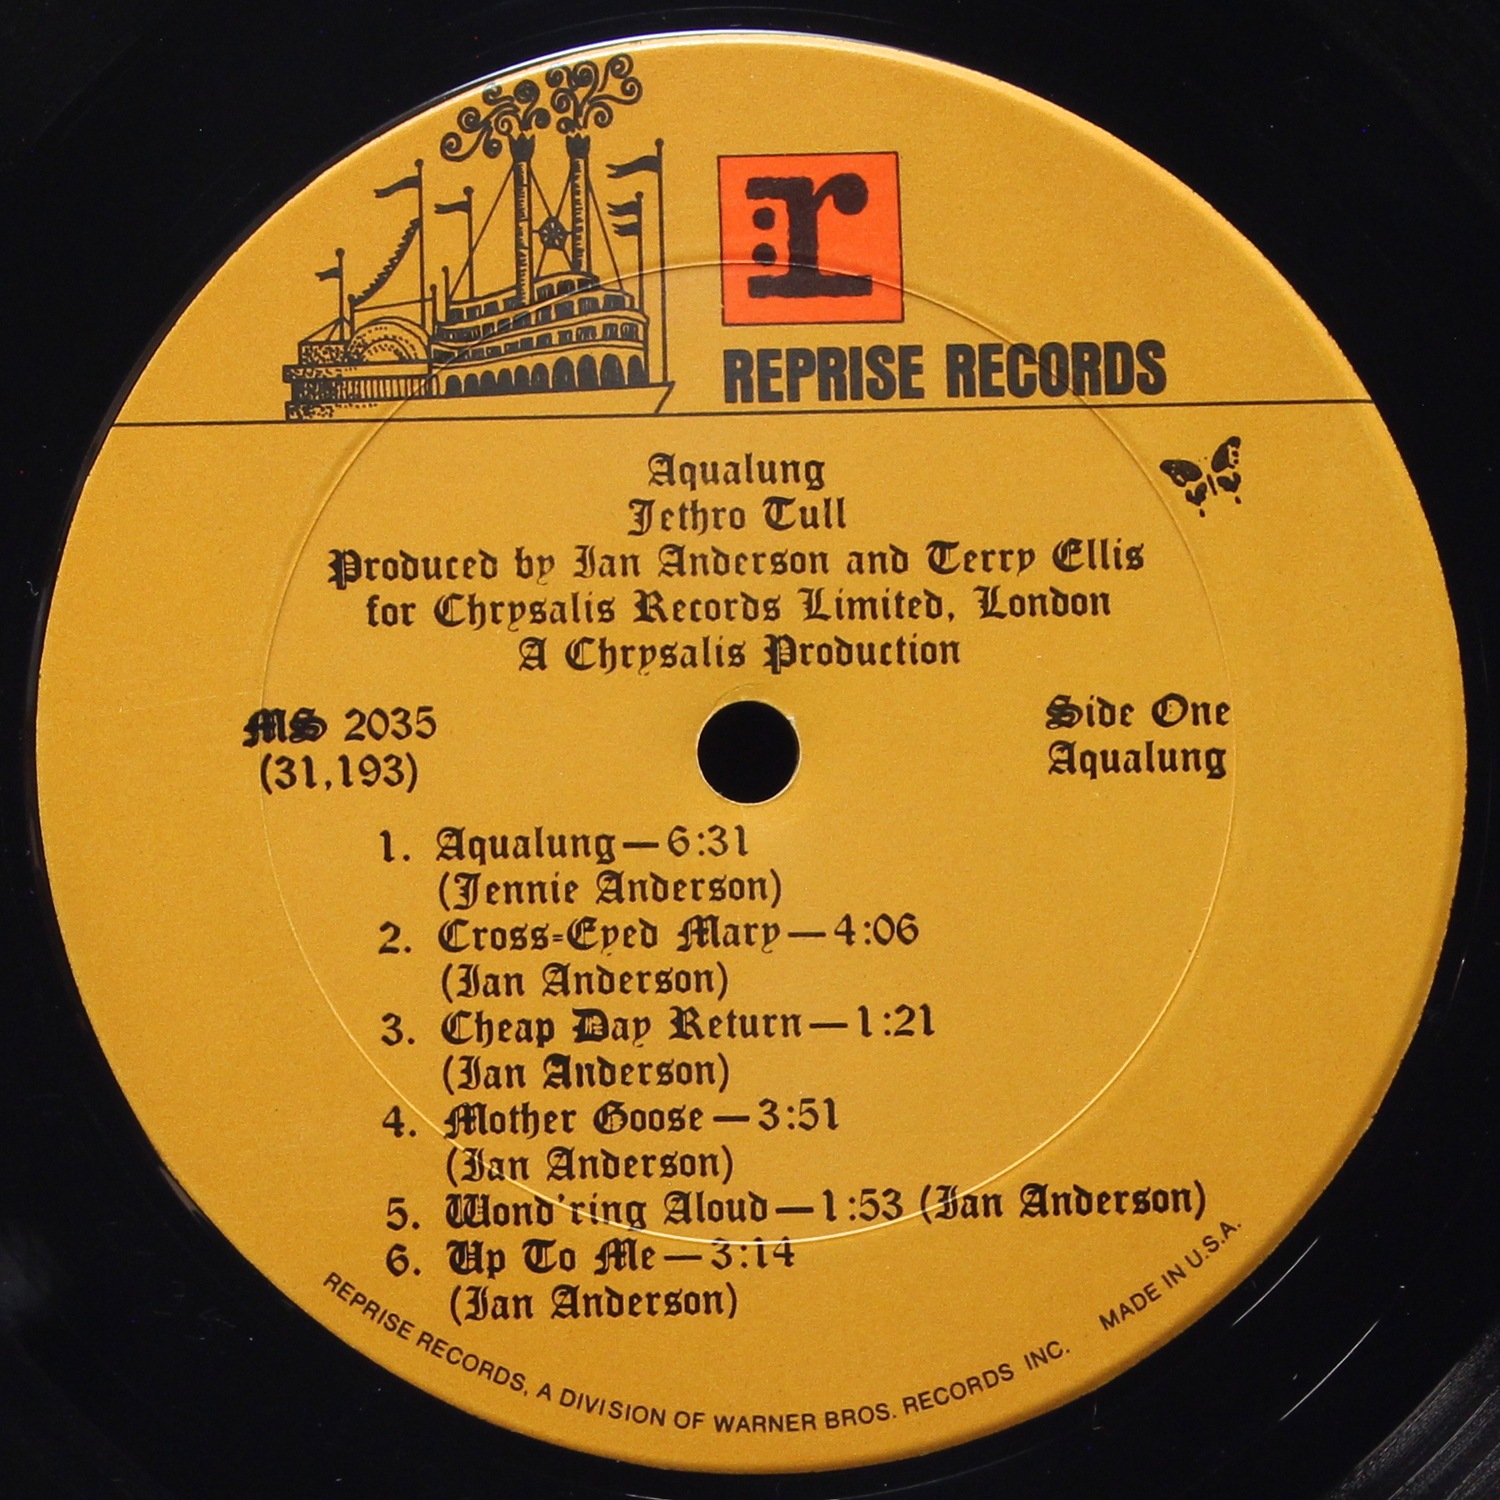 r
REPRISE RECORDS
Aqualung
Jethro Tull
Produced by Ian Anderson and Terry Ellis
for Chrysalis Records Limited, London
A Chrysalis Production
MS 2035
(31,193)
Side One
Aqualung
1. Aqualung—6:31
(Jennie Anderson)
2. Cross-Eyed Mary—4:06
(Ian Anderson)
3. Cheap Day Return—1:21
(Ian Anderson)
4. Mother Goose—3:51
(Ian Anderson)
5. Wond'ring Aloud—1:53 (Ian Anderson)
6. Up To Me—3:14
(Ian Anderson)
REPRISE RECORDS, A DIVISION OF WARNER BROS. RECORDS INC. MADE IN U.S.A.